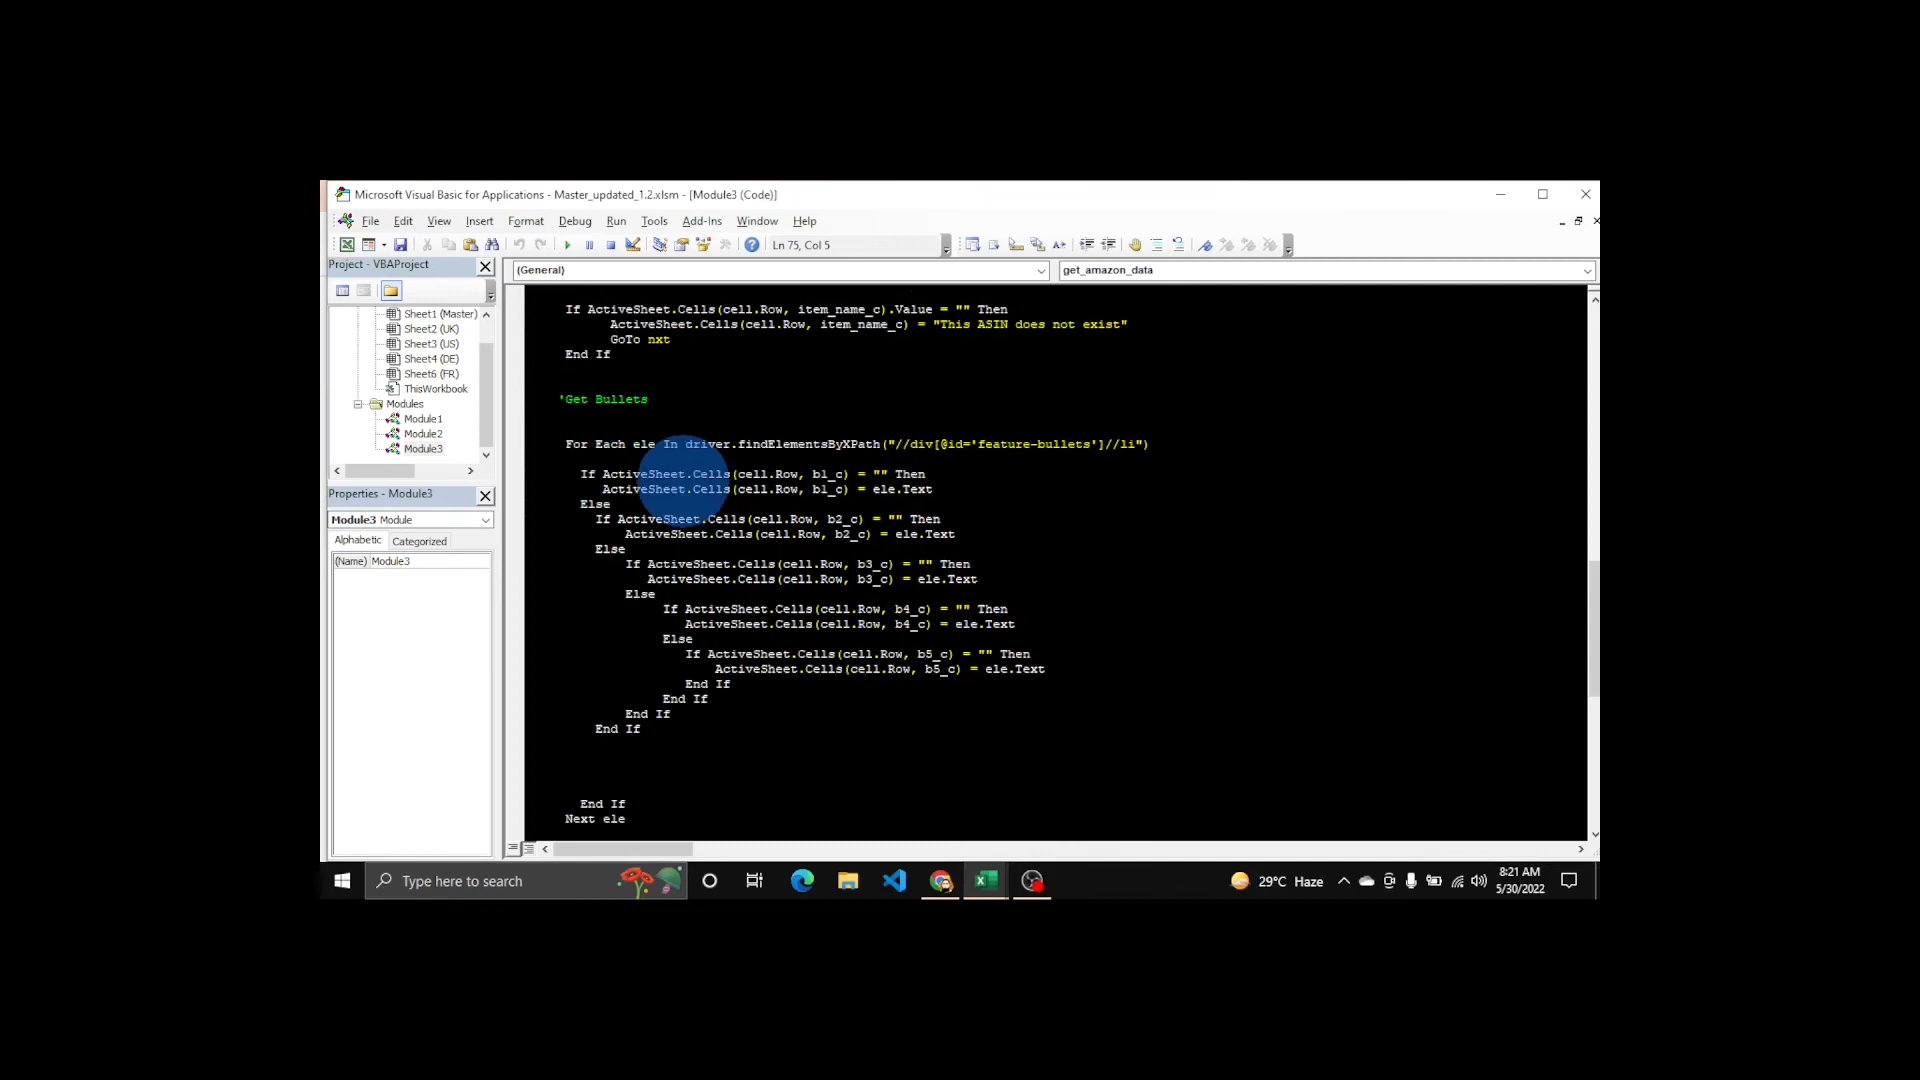 Microsoft Visual Basic for Applications - Master_updated_1.2.xlsm - [Module3 (Code)]
File Edit View Insert Format Debug Run Tools Add-Ins Window Help
Ln 75, Col 5
Project - VBAProject
(General)
get_amazon_data
Sheet1 (Master)
Sheet2 (UK)
Sheet3 (US)
Sheet4 (DE)
Sheet6 (FR)
ThisWorkbook
Modules
Module1
Module2
Module3
Properties - Module3
Module3 Module
Alphabetic Categorized
(Name) Module3
If ActiveSheet.Cells(cell.Row, item_name_c).Value = "" Then
ActiveSheet.Cells(cell.Row, item_name_c) = "This ASIN does not exist"
GoTo nxt
End If
'Get Bullets
For Each ele In driver.findElementsByXPath("//div[@id='feature-bullets']//li")
If ActiveSheet.Cells(cell.Row, b1_c) = "" Then
ActiveSheet.Cells(cell.Row, b1_c) = ele.Text
Else
If ActiveSheet.Cells(cell.Row, b2_c) = "" Then
ActiveSheet.Cells(cell.Row, b2_c) = ele.Text
Else
If ActiveSheet.Cells(cell.Row, b3_c) = "" Then
ActiveSheet.Cells(cell.Row, b3_c) = ele.Text
Else
If ActiveSheet.Cells(cell.Row, b4_c) = "" Then
ActiveSheet.Cells(cell.Row, b4_c) = ele.Text
Else
If ActiveSheet.Cells(cell.Row, b5_c) = "" Then
ActiveSheet.Cells(cell.Row, b5_c) = ele.Text
End If
End If
End If
End If
End If
Next ele
Type here to search
29°C Haze
8:21 AM
5/30/2022